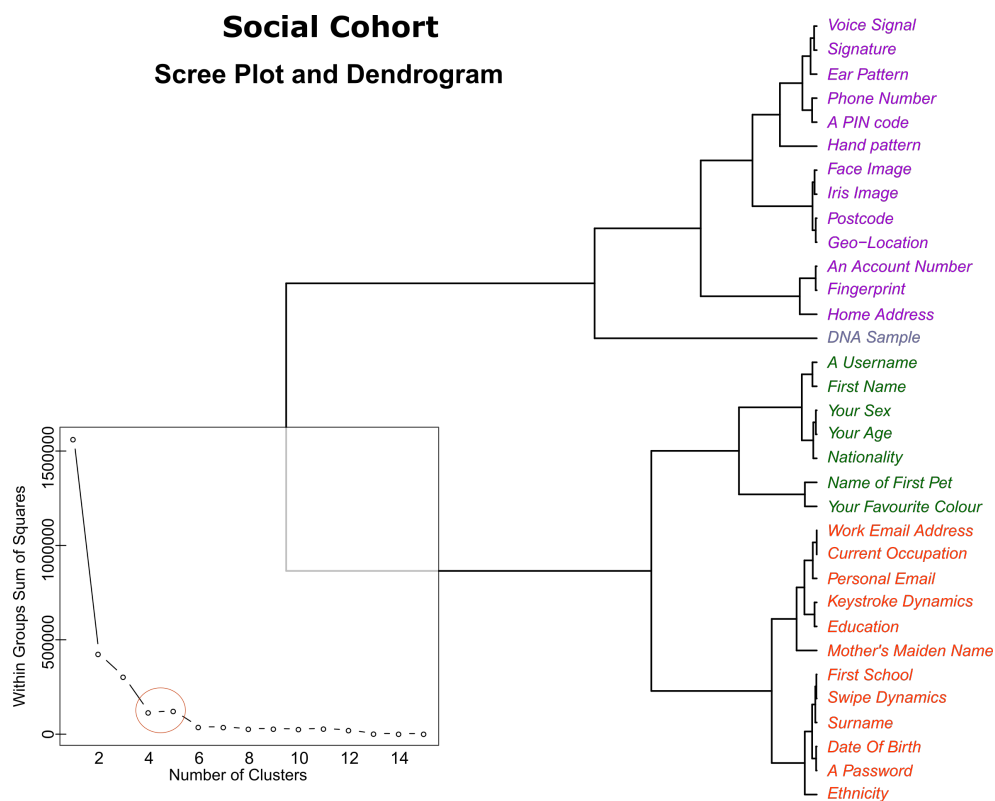 Social Cohort
Scree Plot and Dendrogram
Voice Signal
Signature
Ear Pattern
Phone Number
A PIN code
Hand pattern
Face Image
Iris Image
Postcode
Geo−Location
An Account Number
Fingerprint
Home Address
DNA Sample
A Username
First Name
Your Sex
Your Age
Nationality
Name of First Pet
Your Favourite Colour
Work Email Address
Current Occupation
Personal Email
Keystroke Dynamics
Education
Mother's Maiden Name
First School
Swipe Dynamics
Surname
Date Of Birth
A Password
Ethnicity
Within Groups Sum of Squares
1500000
1000000
500000
0
2 4 6 8 10 12 14
Number of Clusters